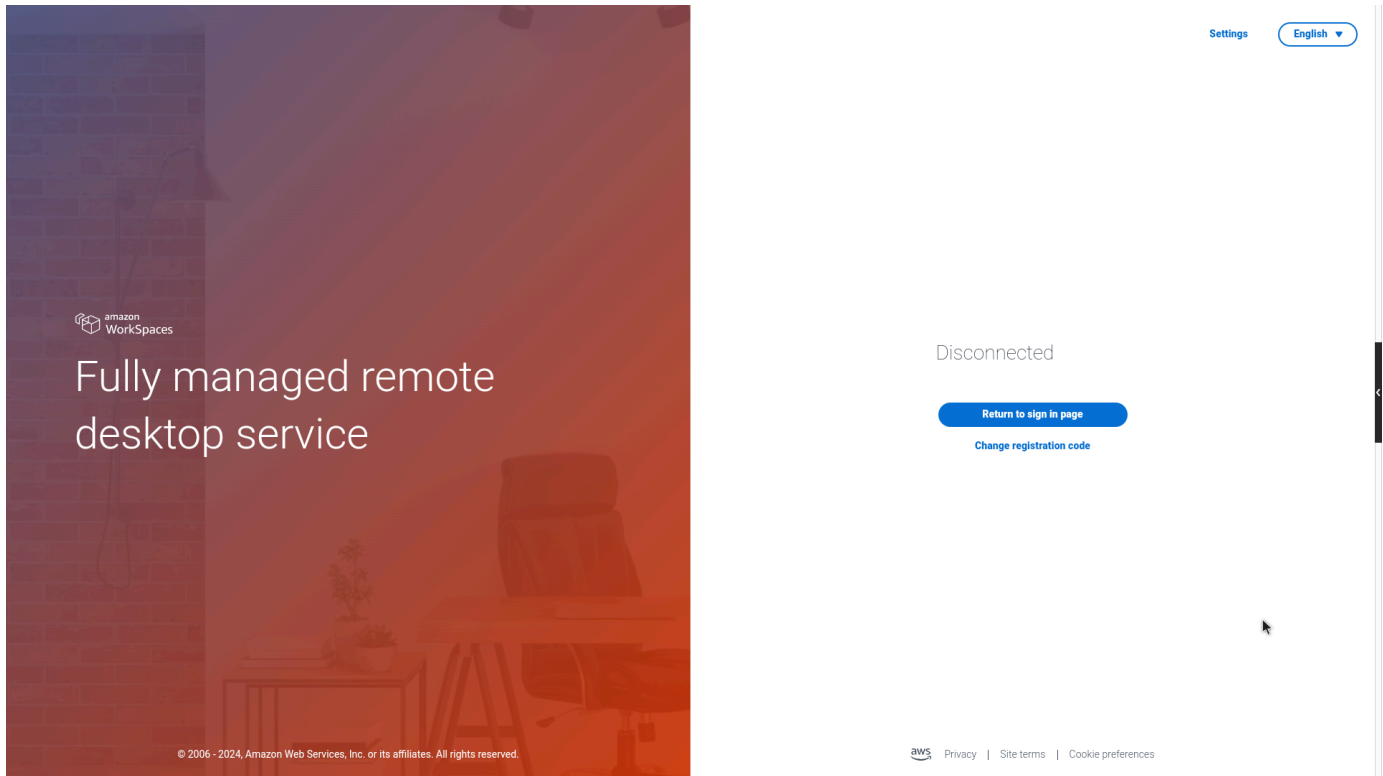 Settings
English
amazon
WorkSpaces
Fully managed remote
desktop service
Disconnected
Return to sign in page
Change registration code
© 2006 - 2024, Amazon Web Services, Inc. or its affiliates. All rights reserved.
aws Privacy | Site terms | Cookie preferences